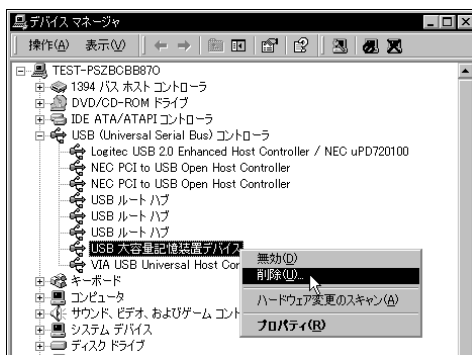 デバイス マネージャ
操作(A) 表示(V)
TEST-PSZBCBB870
1394 バス ホスト コントローラ
DVD/CD-ROM ドライブ
IDE ATA/ATAPI コントローラ
USB (Universal Serial Bus) コントローラ
Logitec USB 2.0 Enhanced Host Controller / NEC uPD720100
NEC PCI to USB Open Host Controller
NEC PCI to USB Open Host Controller
USB ルート ハブ
USB ルート ハブ
USB ルート ハブ
USB 大容量記憶装置デバイス
VIA USB Universal Host Cor
キーボード
コンピュータ
サウンド、ビデオ、およびゲーム コント
システム デバイス
ディスク ドライブ
無効(D)
削除(U)...
ハードウェア変更のスキャン(A)
プロパティ(R)